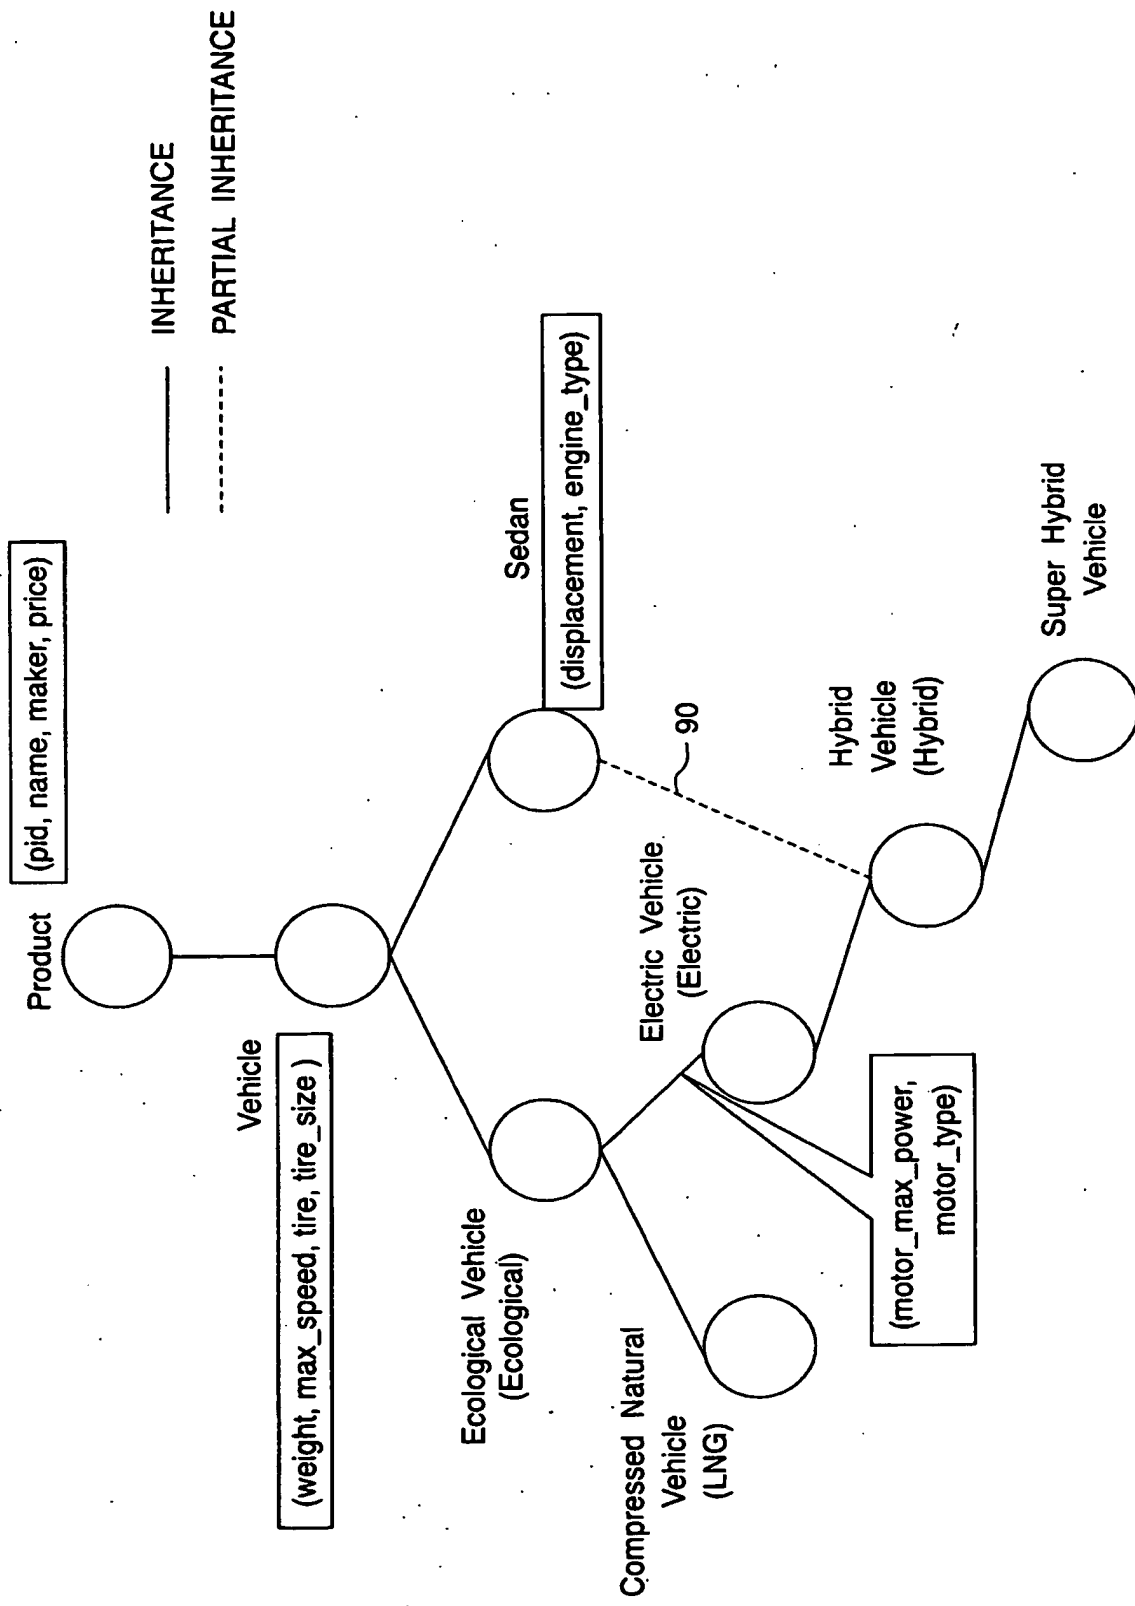 Product
(pid, name, maker, price)
INHERITANCE
PARTIAL INHERITANCE
Vehicle
(weight, max_speed, tire, tire_size )
Sedan
(displacement, engine_type)
Ecological Vehicle
(Ecological)
90
Electric Vehicle
(Electric)
Compressed Natural
Vehicle
(LNG)
Hybrid
Vehicle
(Hybrid)
(motor_max_power,
motor_type)
Super Hybrid
Vehicle